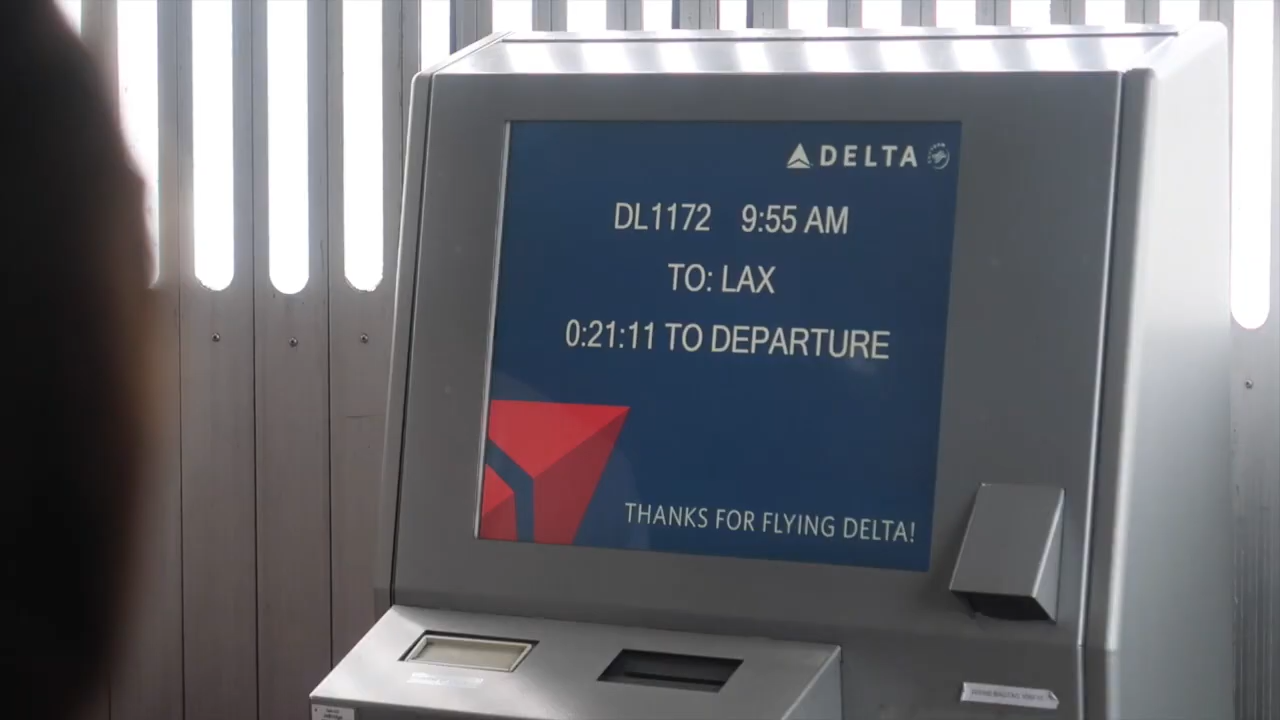 DELTA
DL1172 9:55 AM
TO: LAX
0:21:11 TO DEPARTURE
THANKS FOR FLYING DELTA!